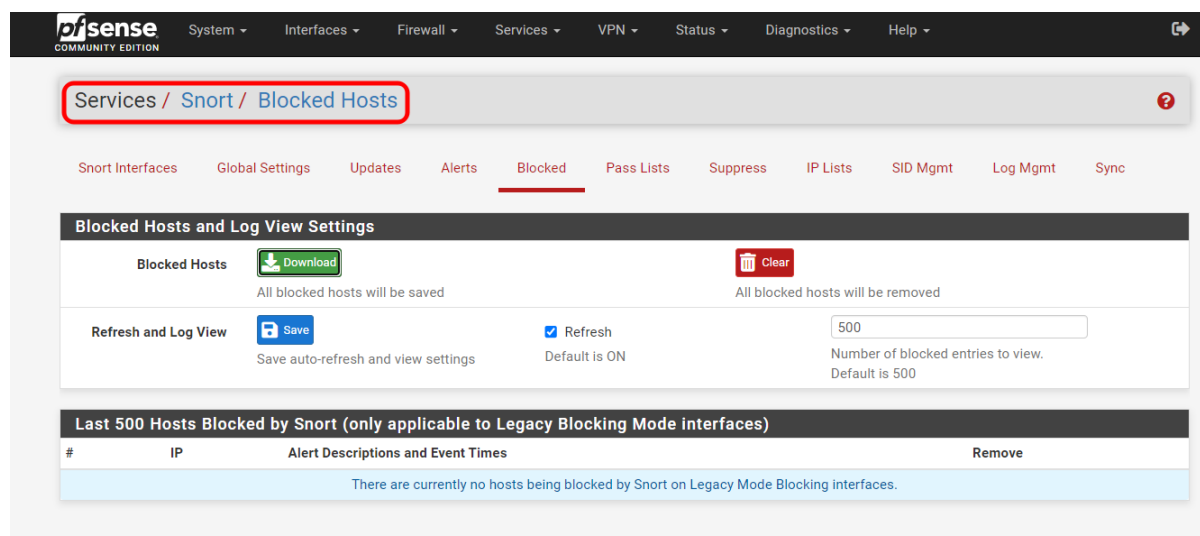 pfsense
COMMUNITY EDITION
System Interfaces Firewall Services VPN Status Diagnostics Help
Services / Snort / Blocked Hosts
Snort Interfaces Global Settings Updates Alerts Blocked Pass Lists Suppress IP Lists SID Mgmt Log Mgmt Sync
Blocked Hosts and Log View Settings
Blocked Hosts Download Clear
All blocked hosts will be saved All blocked hosts will be removed
Refresh and Log View Save Refresh 500
Save auto-refresh and view settings Default is ON Number of blocked entries to view.
Default is 500
Last 500 Hosts Blocked by Snort (only applicable to Legacy Blocking Mode interfaces)
# IP Alert Descriptions and Event Times Remove
There are currently no hosts being blocked by Snort on Legacy Mode Blocking interfaces.